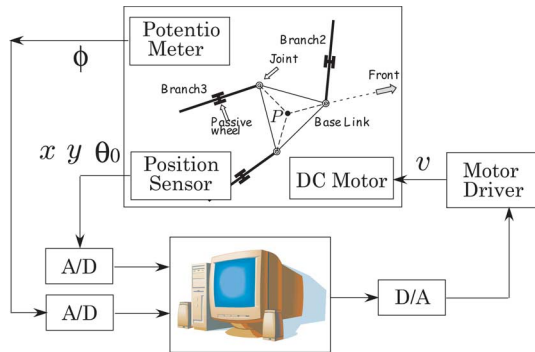 Potentio
Meter
Branch2
Joint
Front
Branch3
P
Passive
wheel
Base Link
ϕ
x y θ0
Position
Sensor
DC Motor
v
Motor
Driver
A/D
A/D
D/A